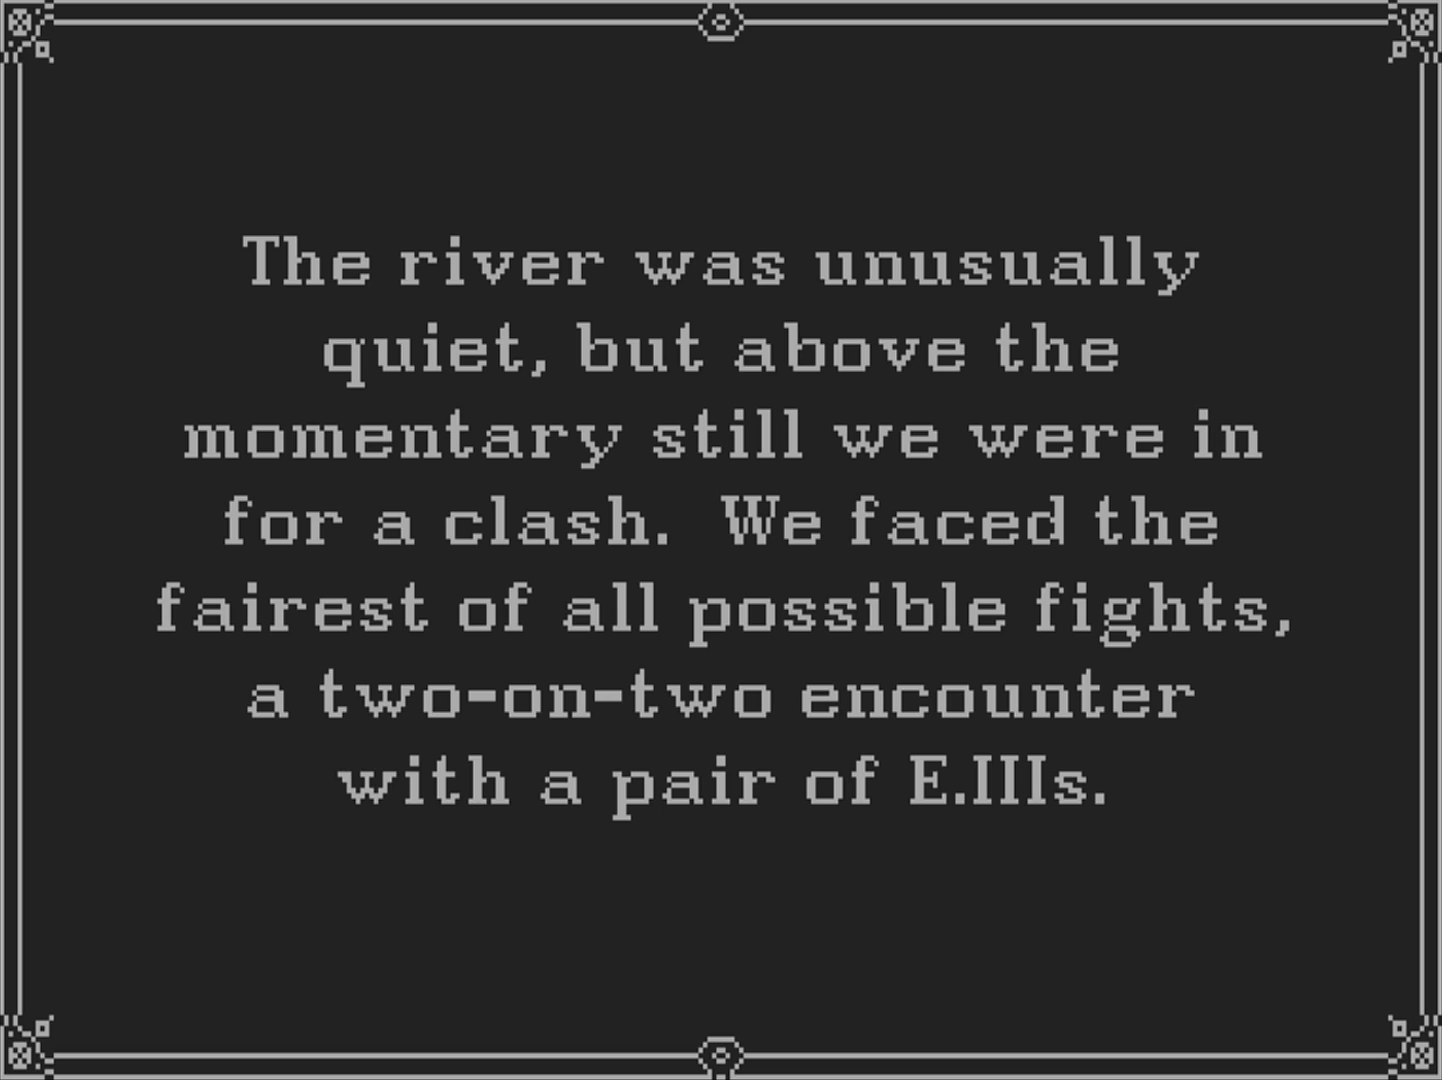 The river was unusually
quiet, but above the
momentary still we were in
for a clash.  We faced the
fairest of all possible fights,
a two-on-two encounter
with a pair of E.IIIs.